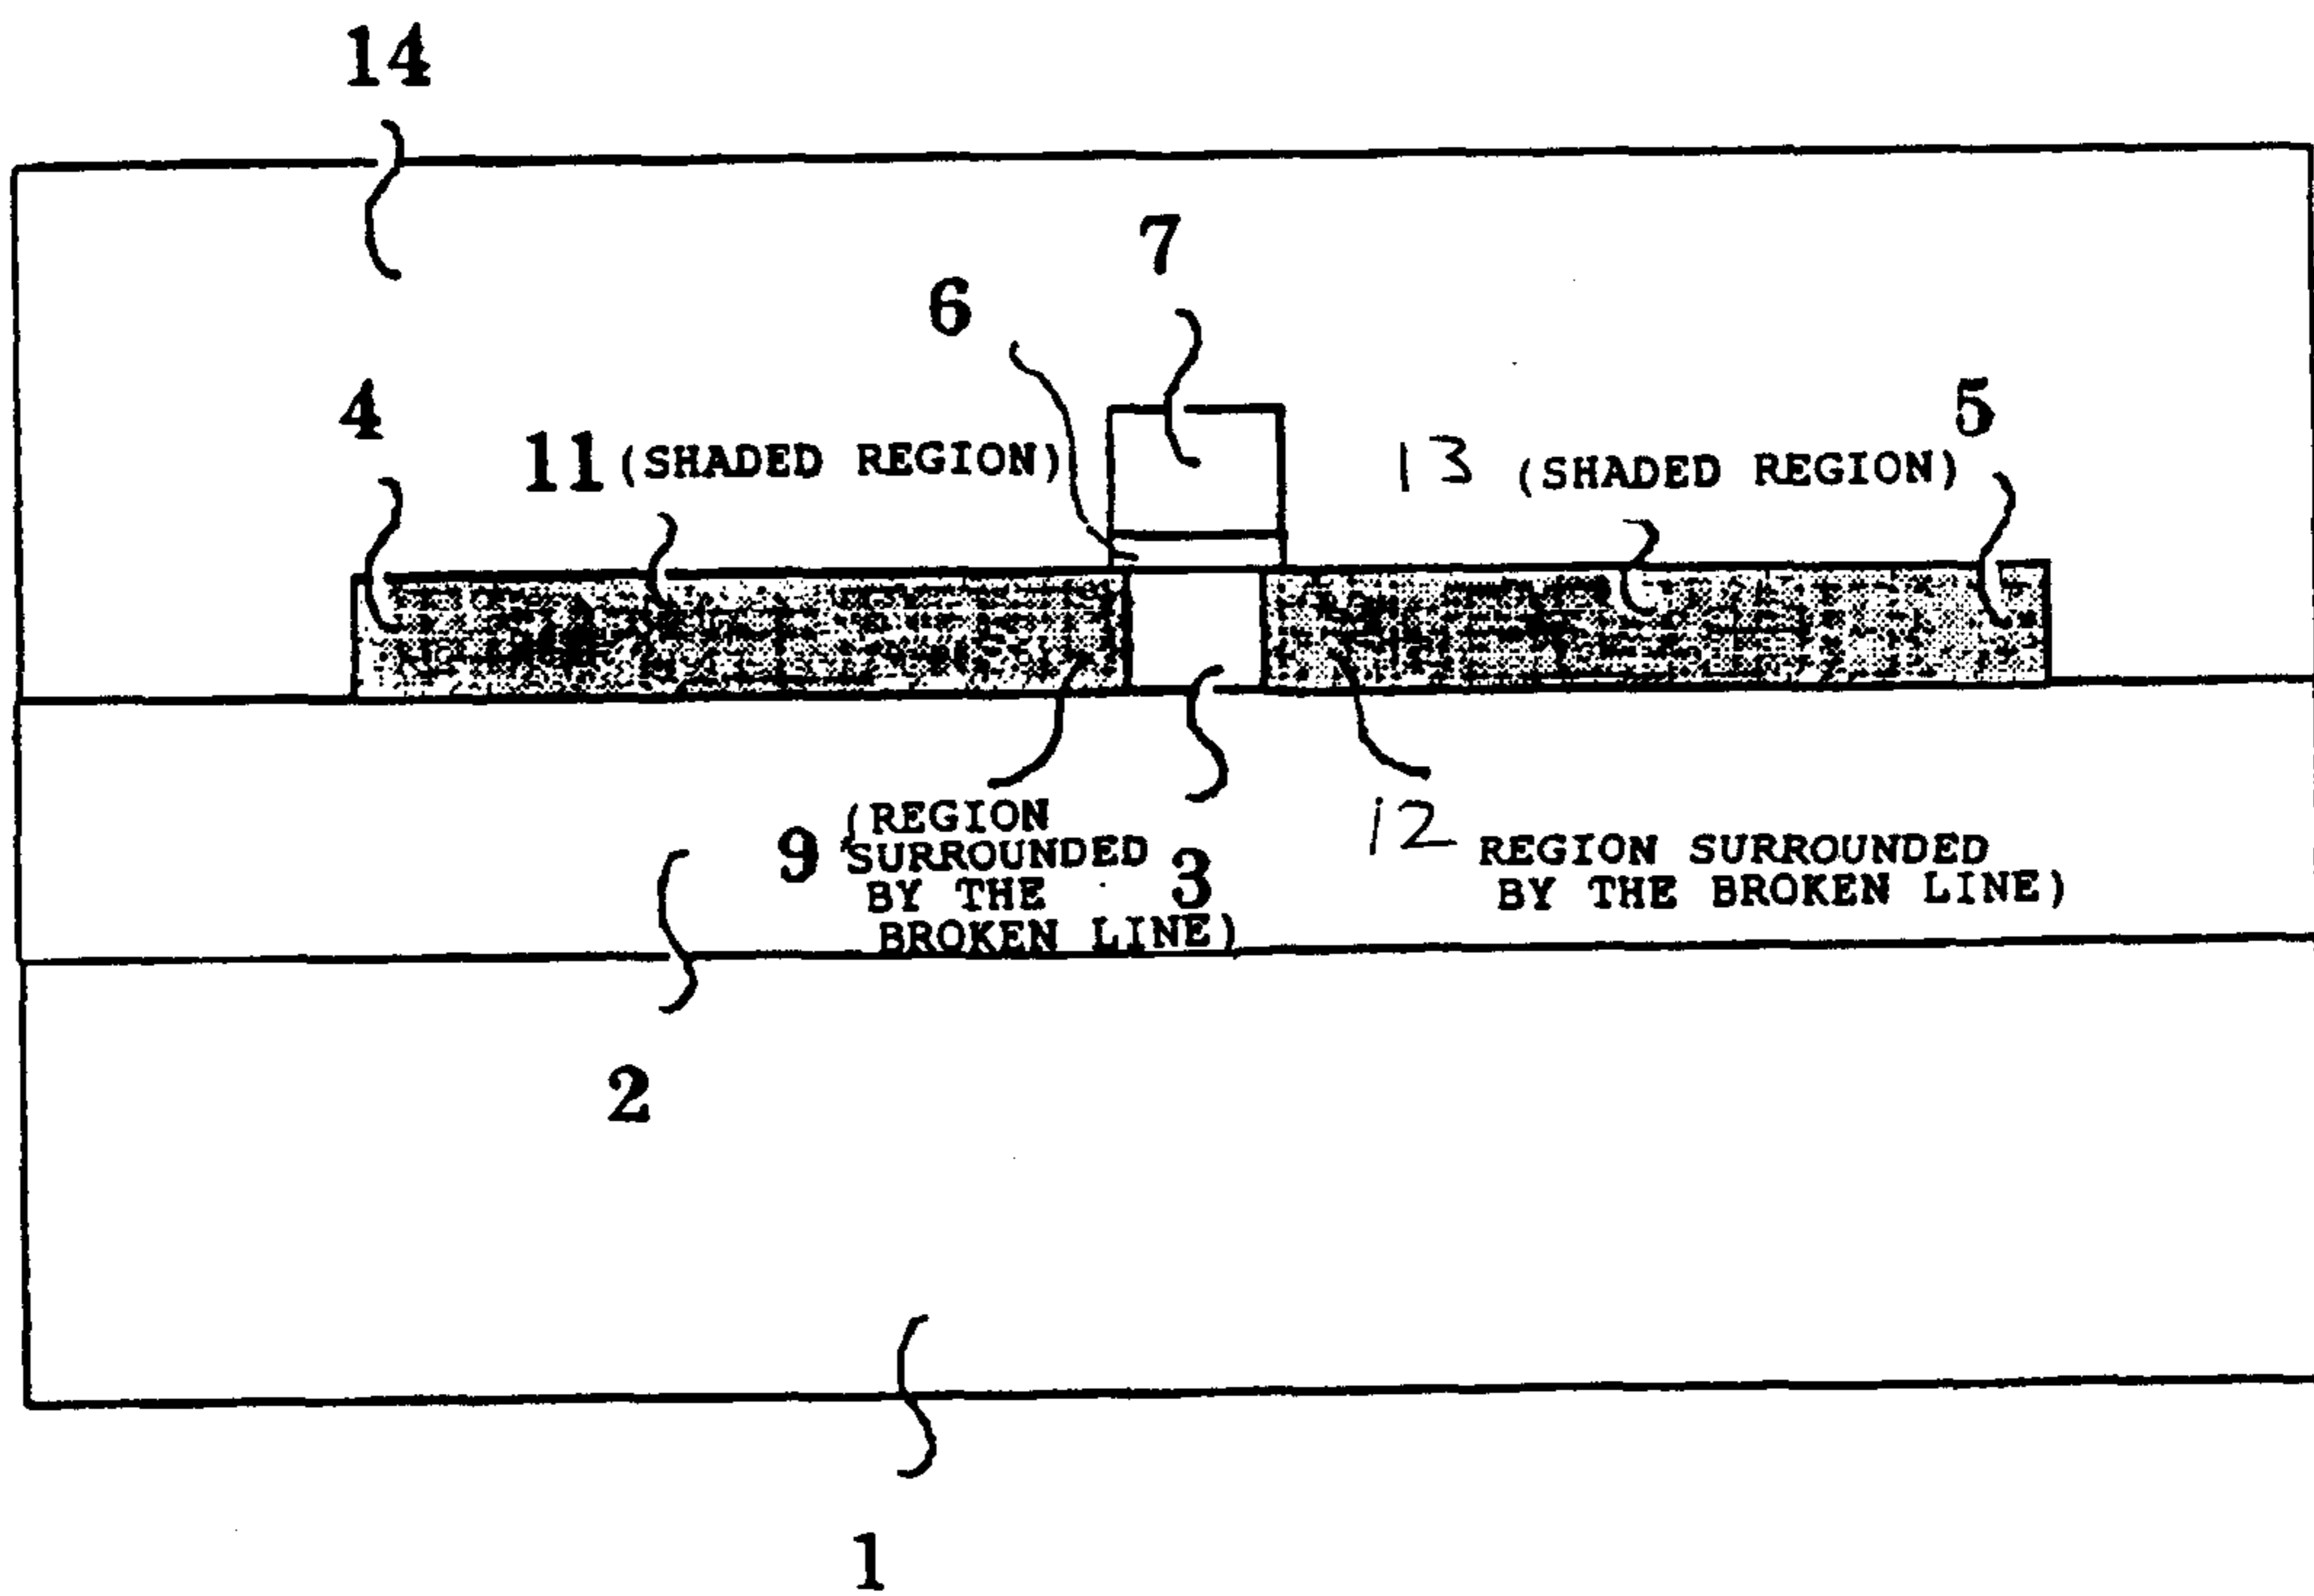 14
7
6
4
5
11 (SHADED REGION)
13 (SHADED REGION)
9 (REGION
SURROUNDED
BY THE
BROKEN LINE)
3
12 REGION SURROUNDED
BY THE BROKEN LINE)
2
1